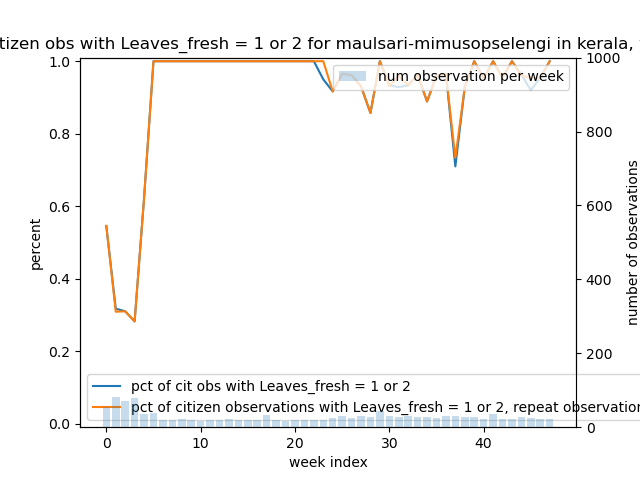 tizen obs with Leaves_fresh = 1 or 2 for maulsari-mimusopselengi in kerala,
num observation per week
percent
number of observations
1.0
0.8
0.6
0.4
0.2
0.0
1000
800
600
400
200
0
pct of cit obs with Leaves_fresh = 1 or 2
pct of citizen observations with Leaves_fresh = 1 or 2, repeat observation
0 10 20 30 40
week index